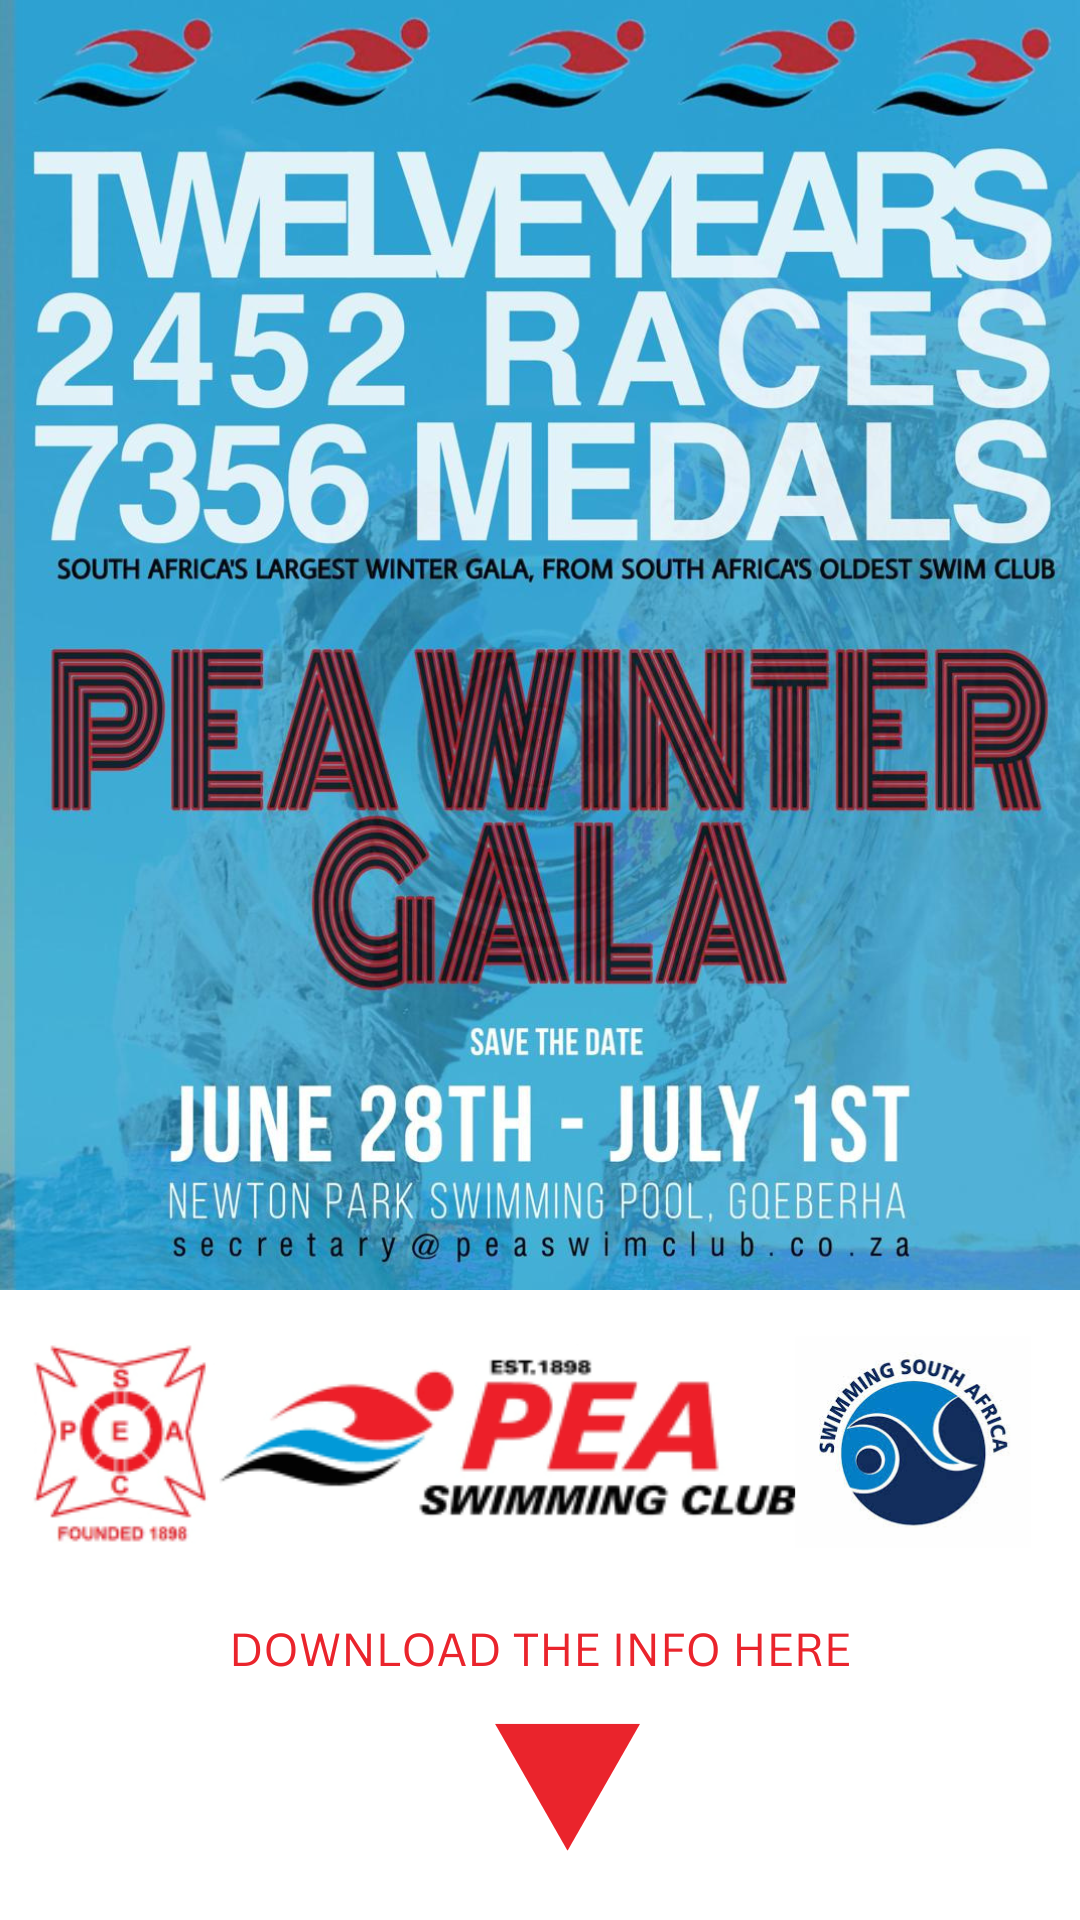 TWELVEYEARS
2452 RACES
7356 MEDALS
SOUTH AFRICA'S LARGEST WINTER GALA, FROM SOUTH AFRICA'S OLDEST SWIM CLUB
PEA WINTER
GALA
SAVE THE DATE
JUNE 28TH - JULY 1ST
NEWTON PARK SWIMMING POOL, GQEBERHA
secretary@peaswimclub.co.za
S
P E A
C
FOUNDED 1898
EST. 1898
PEA
SWIMMING CLUB
SWIMMING SOUTH AFRICA
DOWNLOAD THE INFO HERE